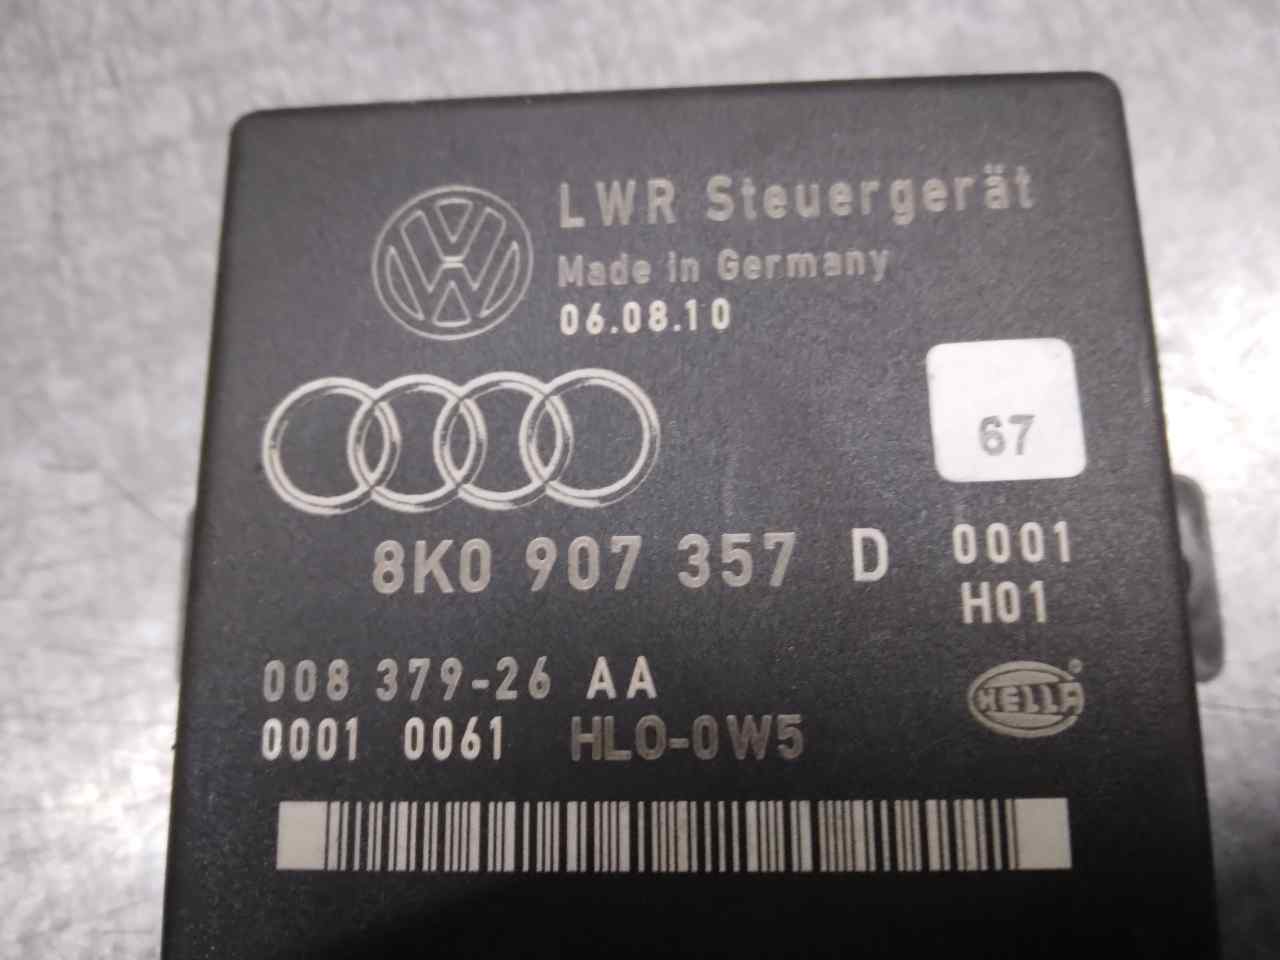 LWR Steuergerät
Made in Germany
06.08.10
67
8K0 907 357 D 0001
H01
008 379-26 AA
0001 0061 HLO-0W5
HELLA